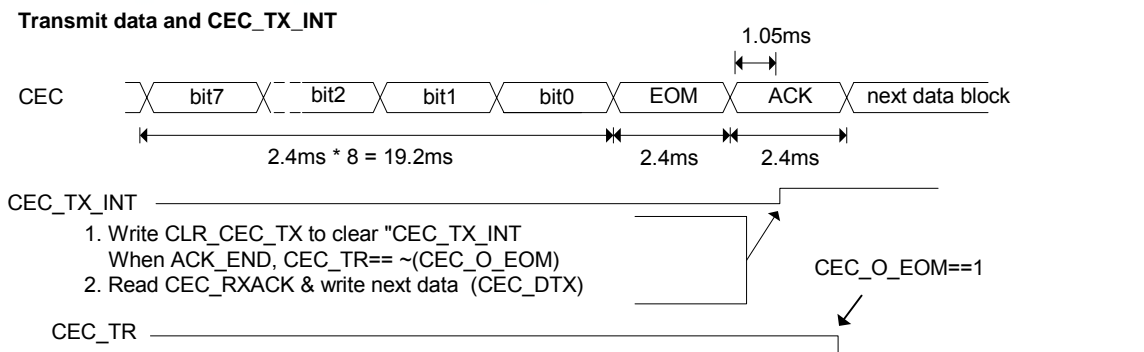 Transmit data and CEC_TX_INT
1.05ms
CEC bit7 bit2 bit1 bit0 EOM ACK next data block
2.4ms * 8 = 19.2ms 2.4ms 2.4ms
CEC_TX_INT
1. Write CLR_CEC_TX to clear "CEC_TX_INT
When ACK_END, CEC_TR== ~(CEC_O_EOM)
2. Read CEC_RXACK & write next data (CEC_DTX)
CEC_O_EOM==1
CEC_TR